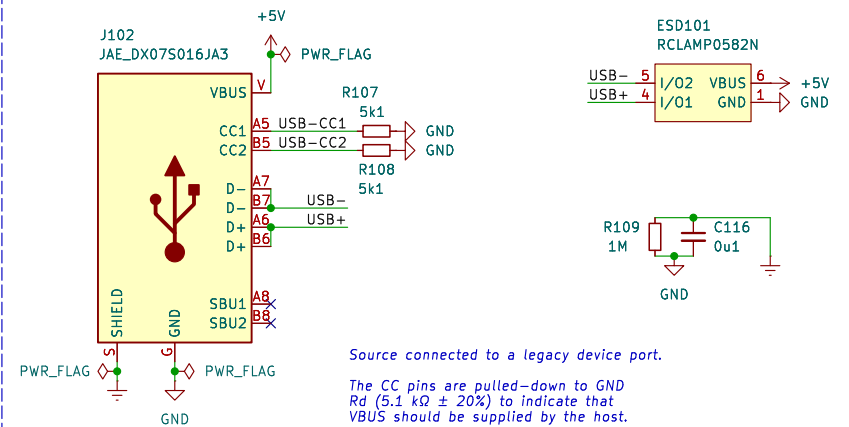 +5V
J102
JAE_DX07S016JA3
PWR_FLAG
VBUS
V
R107
5k1
CC1
A5
USB-CC1
GND
CC2
B5
USB-CC2
GND
R108
5k1
D-
A7
D-
B7
USB-
D+
A6
USB+
D+
B6
SBU1
A8
SBU2
B8
SHIELD
GND
S
G
PWR_FLAG
PWR_FLAG
GND
ESD101
RCLAMP0582N
USB-
5
I/O2
VBUS
6
+5V
USB+
4
I/O1
GND
1
GND
R109
1M
C116
0u1
GND
Source connected to a legacy device port.
The CC pins are pulled-down to GND
Rd (5.1 kΩ ± 20%) to indicate that
VBUS should be supplied by the host.